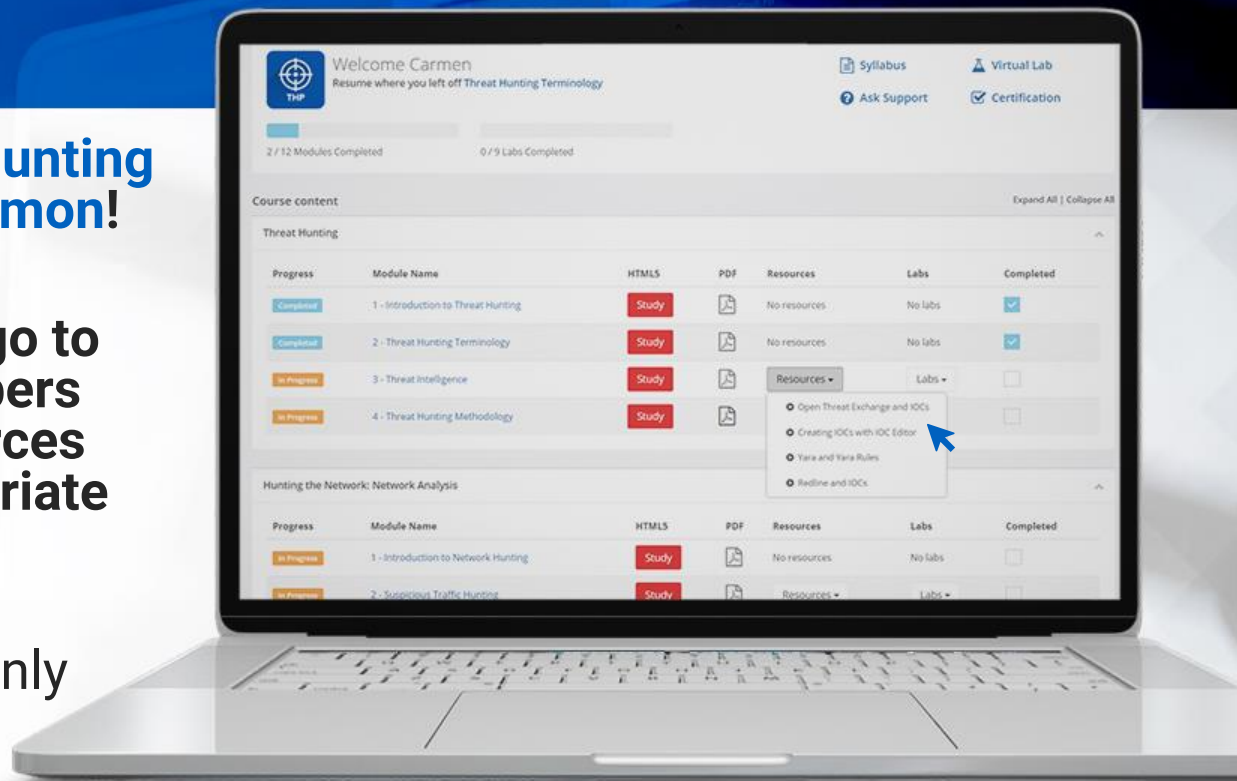 unting
mon!
go to
bers
rces
riate
nly
THP
Welcome Carmen
Resume where you left off Threat Hunting Terminology
Syllabus
Virtual Lab
Ask Support
Certification
2 / 12 Modules Completed
0 / 9 Labs Completed
Course content
Expand All | Collapse All
Threat Hunting
Progress Module Name HTML5 PDF Resources Labs Completed
Completed 1 - Introduction to Threat Hunting Study No resources No labs
Completed 2 - Threat Hunting Terminology Study No resources No labs
In Progress 3 - Threat Intelligence Study Resources Labs
In Progress 4 - Threat Hunting Methodology Study
Open Threat Exchange and IOCs
Creating IOCs with IOC Editor
Yara and Yara Rules
Redline and IOCs
Hunting the Network: Network Analysis
Progress Module Name HTML5 PDF Resources Labs Completed
In Progress 1 - Introduction to Network Hunting Study No resources No labs
In Progress 2 - Suspicious Traffic Hunting Study Resources Labs